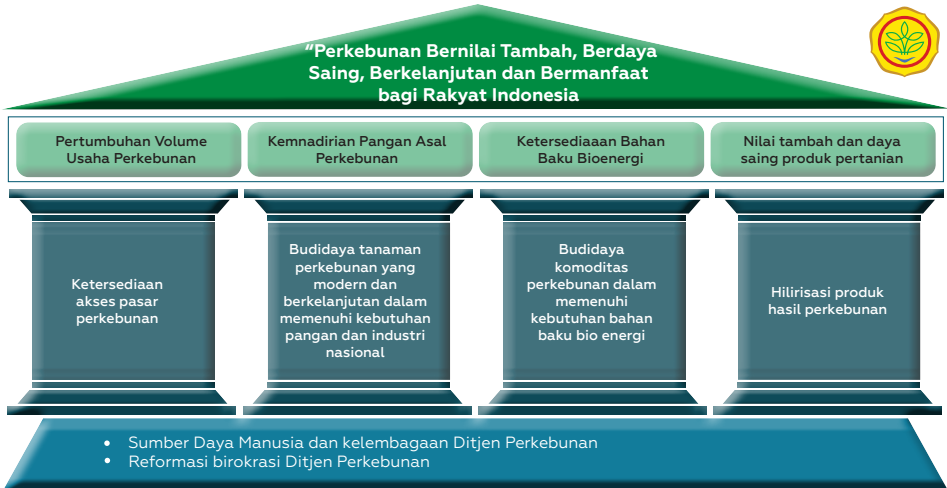 “Perkebunan Bernilai Tambah, Berdaya
Saing, Berkelanjutan dan Bermanfaat
bagi Rakyat Indonesia
Pertumbuhan Volume
Usaha Perkebunan
Kemnadirian Pangan Asal
Perkebunan
Ketersediaaan Bahan
Baku Bioenergi
Nilai tambah dan daya
saing produk pertanian
Ketersediaan
akses pasar
perkebunan
Budidaya tanaman
perkebunan yang
modern dan
berkelanjutan dalam
memenuhi kebutuhan
pangan dan industri
nasional
Budidaya
komoditas
perkebunan dalam
memenuhi
kebutuhan bahan
baku bio energi
Hilirisasi produk
hasil perkebunan
• Sumber Daya Manusia dan kelembagaan Ditjen Perkebunan
• Reformasi birokrasi Ditjen Perkebunan